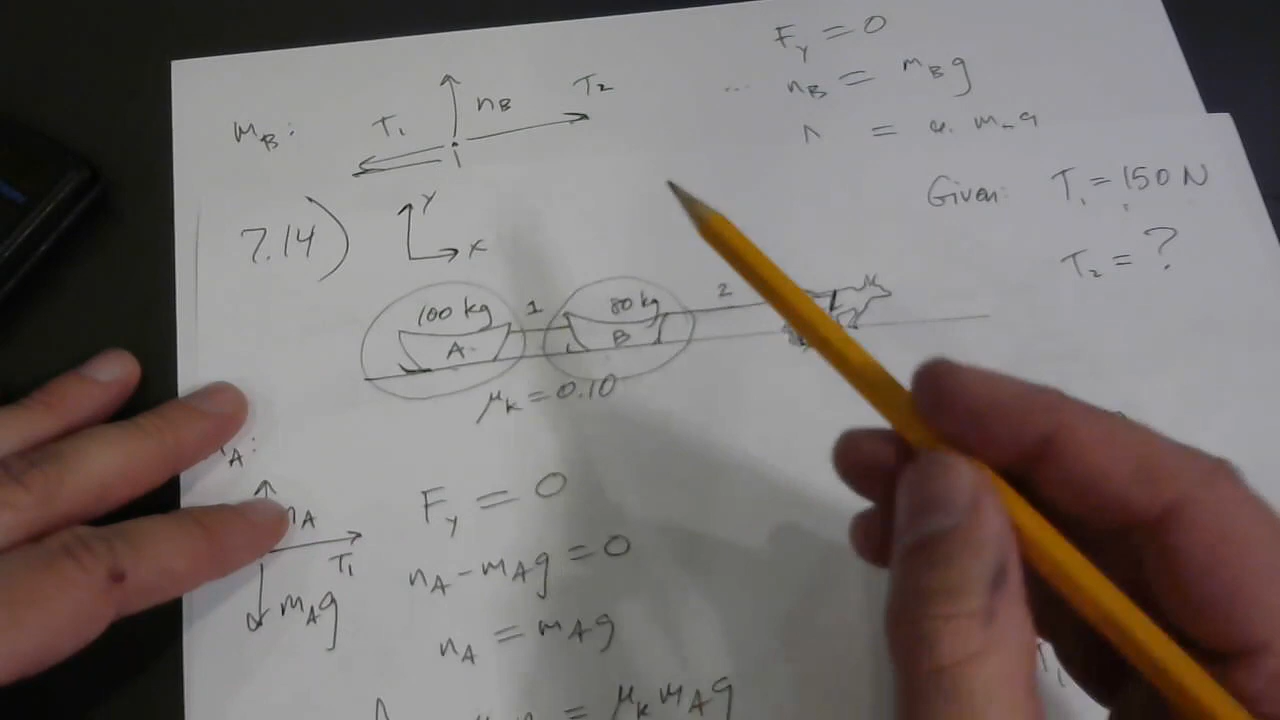 F_y = 0
n_B = m_B g
m_B: T_1 n_B T_2
Given: T_1 = 150 N
T_2 = ?
7.14) Y X
100 kg 1 80 kg 2
A B
μ_k = 0.10
A:
n_A
T_1
m_A g
F_y = 0
n_A - m_A g = 0
n_A = m_A g
= μ_k m_A g